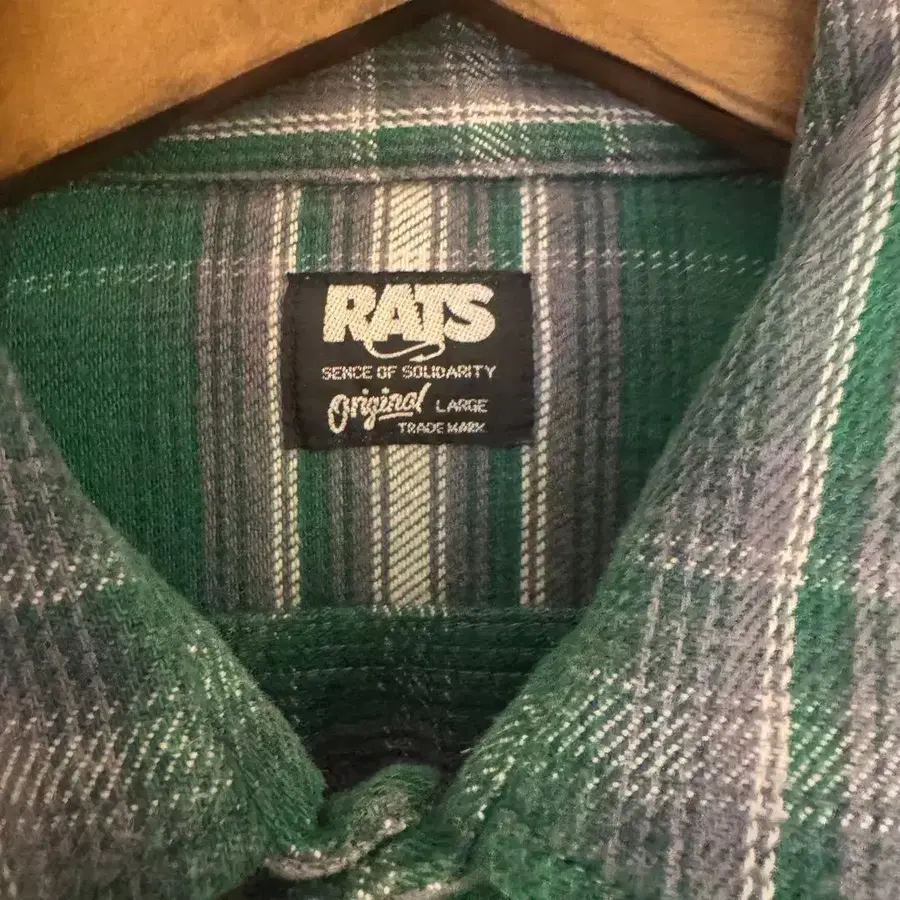 RATS
SENCE OF SOLIDARITY
Original LARGE
TRADE MARK